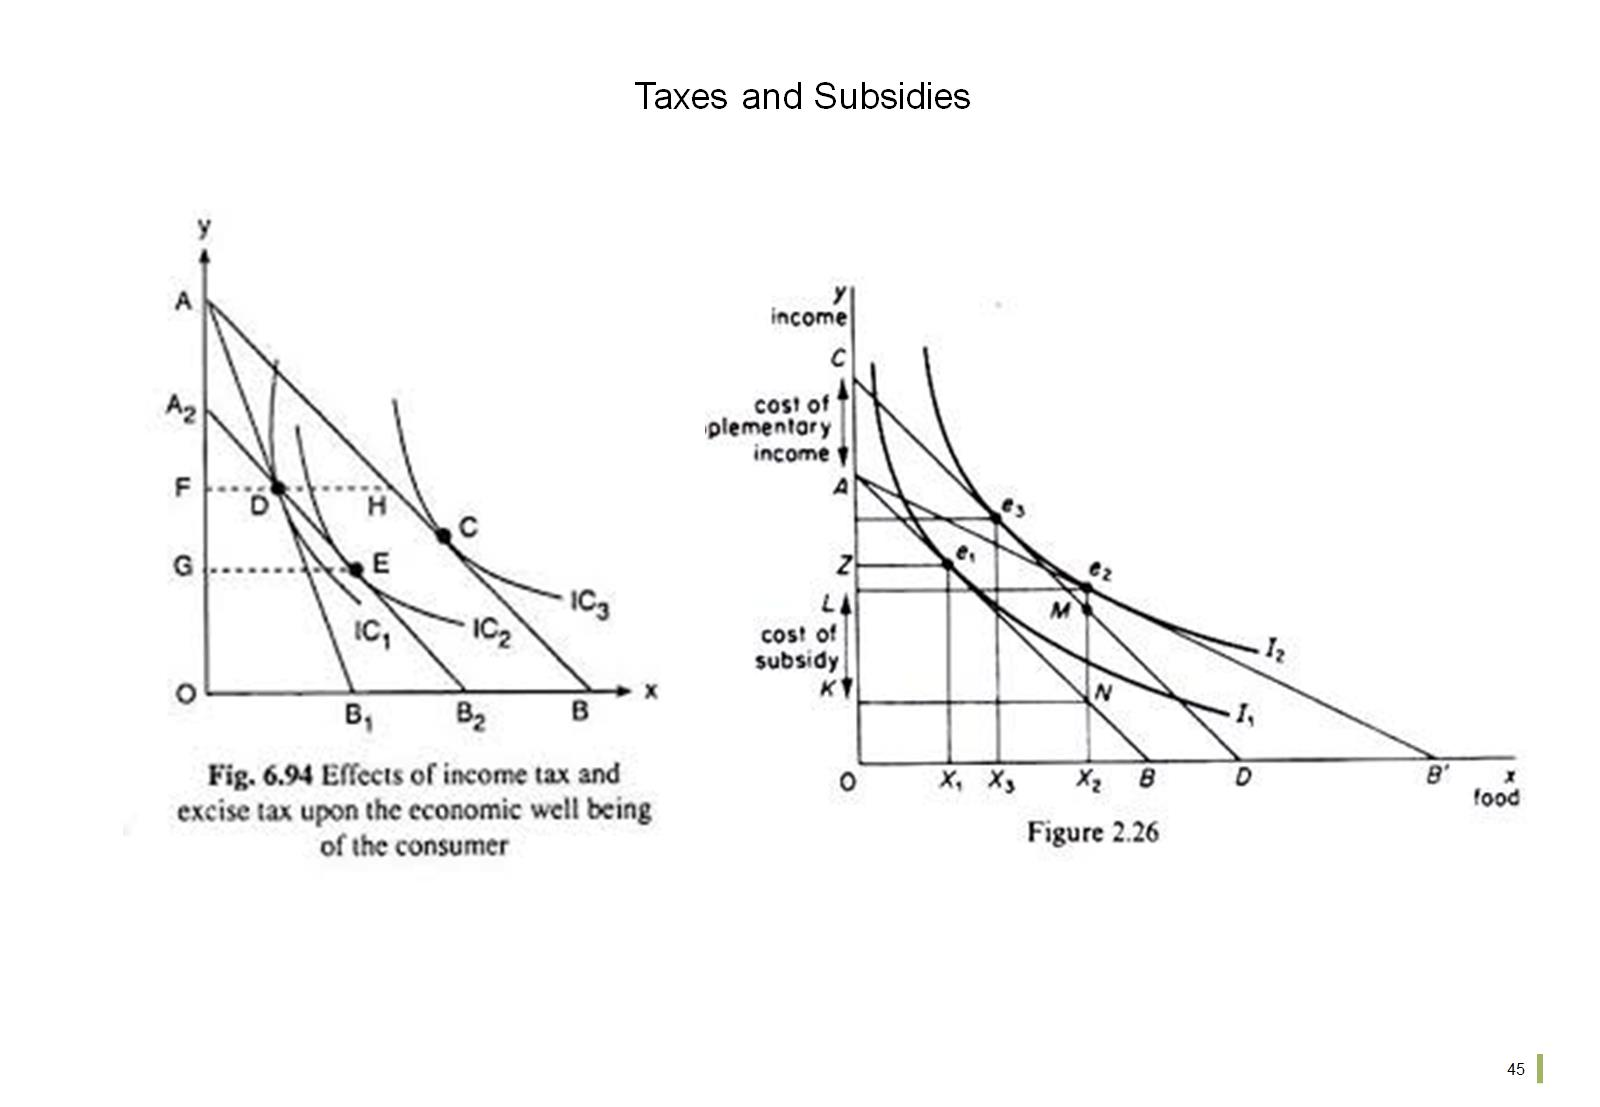 Taxes and Subsidies
y
A
A2
F
D
H
C
G
E
IC3
IC1
IC2
O
B1
B2
B
x
Fig. 6.94 Effects of income tax and
excise tax upon the economic well being
of the consumer
y
income
C
cost of
plementary
income
A
e3
Z
e1
e2
L
M
cost of
subsidy
I2
K
N
I1
O
X1
X3
X2
B
D
B'
x
food
Figure 2.26
45